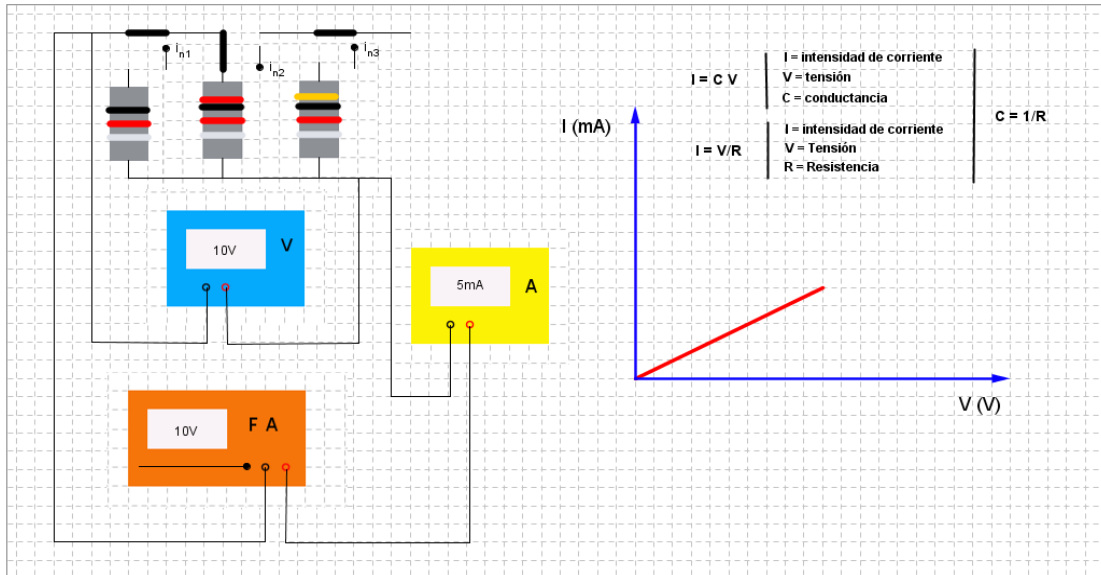 i n1
i n2
i n3
10V V
5mA A
10V F A
I (mA)
V (V)
I = C V
I = intensidad de corriente
V = tensión
C = conductancia
I = V/R
I = intensidad de corriente
V = Tensión
R = Resistencia
C = 1/R